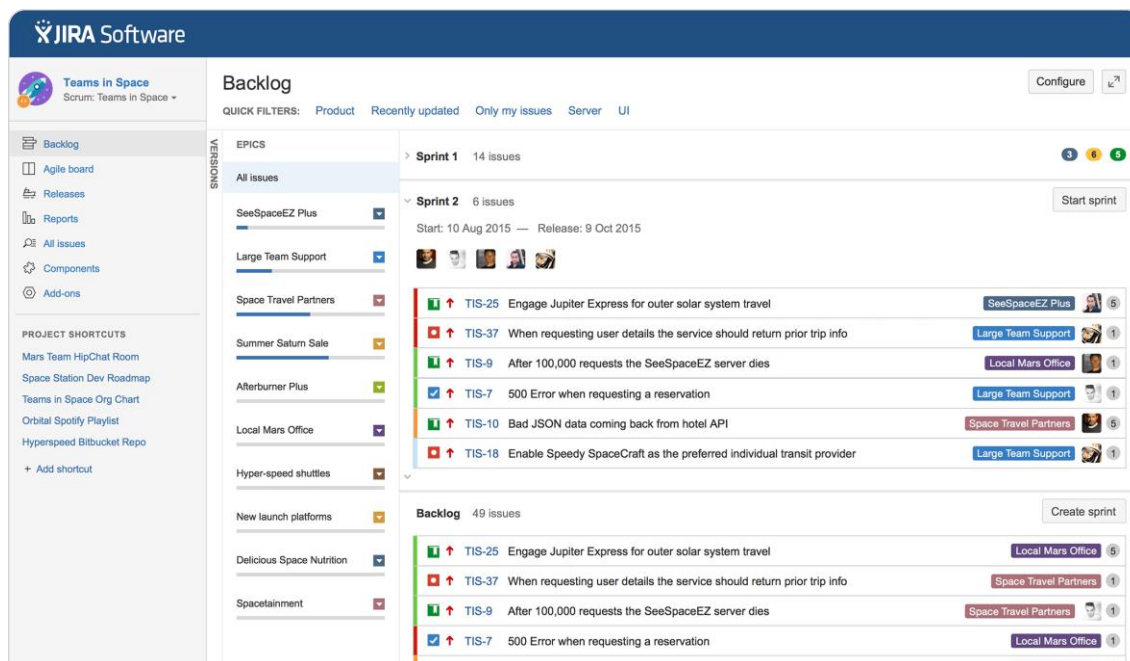 JIRA Software
Teams in Space
Scrum: Teams in Space
Backlog
Agile board
Releases
Reports
All issues
Components
Add-ons
PROJECT SHORTCUTS
Mars Team HipChat Room
Space Station Dev Roadmap
Teams in Space Org Chart
Orbital Spotify Playlist
Hyperspeed Bitbucket Repo
+ Add shortcut
Backlog
Configure
QUICK FILTERS: Product Recently updated Only my issues Server UI
VERSIONS
EPICS
All issues
SeeSpaceEZ Plus
Large Team Support
Space Travel Partners
Summer Saturn Sale
Afterburner Plus
Local Mars Office
Hyper-speed shuttles
New launch platforms
Delicious Space Nutrition
Spacetainment
Sprint 1 14 issues 3 6 5
Sprint 2 6 issues Start sprint
Start: 10 Aug 2015 — Release: 9 Oct 2015
TIS-25 Engage Jupiter Express for outer solar system travel SeeSpaceEZ Plus 5
TIS-37 When requesting user details the service should return prior trip info Large Team Support 1
TIS-9 After 100,000 requests the SeeSpaceEZ server dies Local Mars Office 1
TIS-7 500 Error when requesting a reservation Large Team Support 1
TIS-10 Bad JSON data coming back from hotel API Space Travel Partners 5
TIS-18 Enable Speedy SpaceCraft as the preferred individual transit provider Large Team Support 1
Backlog 49 issues Create sprint
TIS-25 Engage Jupiter Express for outer solar system travel Local Mars Office 5
TIS-37 When requesting user details the service should return prior trip info Space Travel Partners 1
TIS-9 After 100,000 requests the SeeSpaceEZ server dies Space Travel Partners 1
TIS-7 500 Error when requesting a reservation Local Mars Office 1